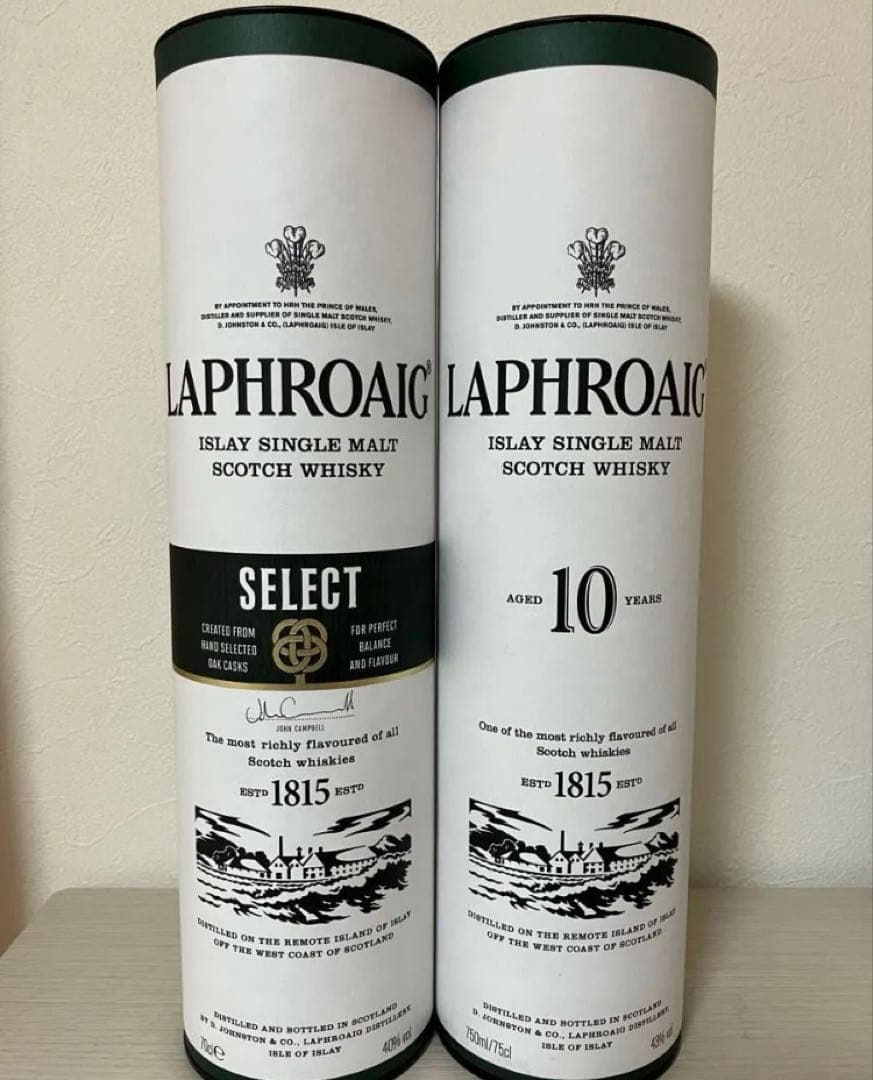 BY APPOINTMENT TO HRH THE PRINCE OF WALES,
DISTILLER AND SUPPLIER OF SINGLE MALT SCOTCH WHISKY,
D. JOHNSTON & CO., (LAPHROAIG) ISLE OF ISLAY
LAPHROAIG®
ISLAY SINGLE MALT
SCOTCH WHISKY
SELECT
CREATED FROM
HAND SELECTED
OAK CASKS
FOR PERFECT
BALANCE
AND FLAVOUR
JOHN CAMPBELL
The most richly flavoured of all
Scotch whiskies
ESTD 1815 ESTD
DISTILLED ON THE REMOTE ISLAND OF ISLAY
OFF THE WEST COAST OF SCOTLAND
DISTILLED AND BOTTLED IN SCOTLAND
BY D. JOHNSTON & CO., LAPHROAIG DISTILLERY,
ISLE OF ISLAY
70cl e
40% vol
BY APPOINTMENT TO HRH THE PRINCE OF WALES,
DISTILLER AND SUPPLIER OF SINGLE MALT SCOTCH WHISKY,
D. JOHNSTON & CO., (LAPHROAIG) ISLE OF ISLAY
LAPHROAIG
ISLAY SINGLE MALT
SCOTCH WHISKY
AGED 10 YEARS
One of the most richly flavoured of all
Scotch whiskies
ESTD 1815 ESTD
DISTILLED ON THE REMOTE ISLAND OF ISLAY
OFF THE WEST COAST OF SCOTLAND
DISTILLED AND BOTTLED IN SCOTLAND
D. JOHNSTON & CO., LAPHROAIG DISTILLERY,
ISLE OF ISLAY
750ml/75cl
43% vol